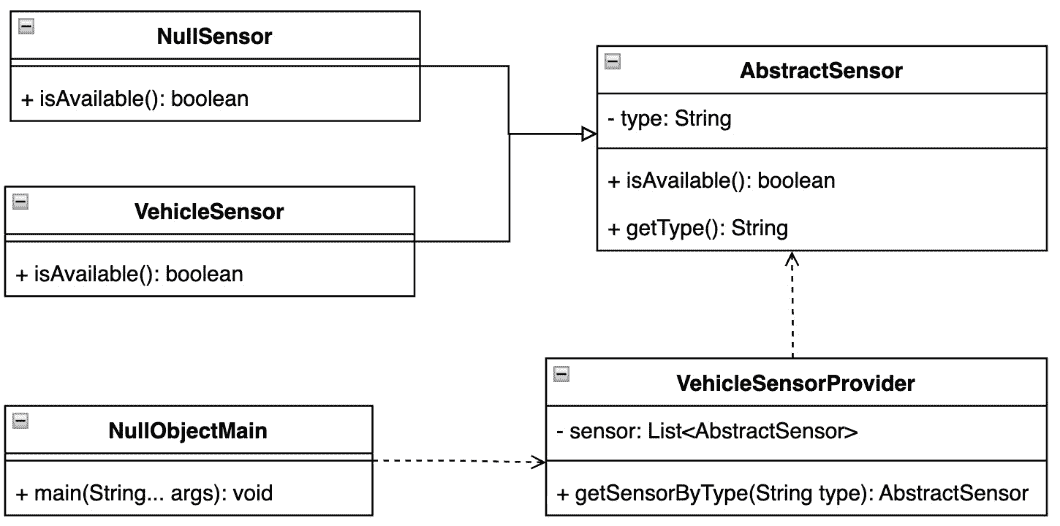 NullSensor
+ isAvailable(): boolean
AbstractSensor
- type: String
+ isAvailable(): boolean
+ getType(): String
VehicleSensor
+ isAvailable(): boolean
VehicleSensorProvider
- sensor: List<AbstractSensor>
+ getSensorByType(String type): AbstractSensor
NullObjectMain
+ main(String... args): void